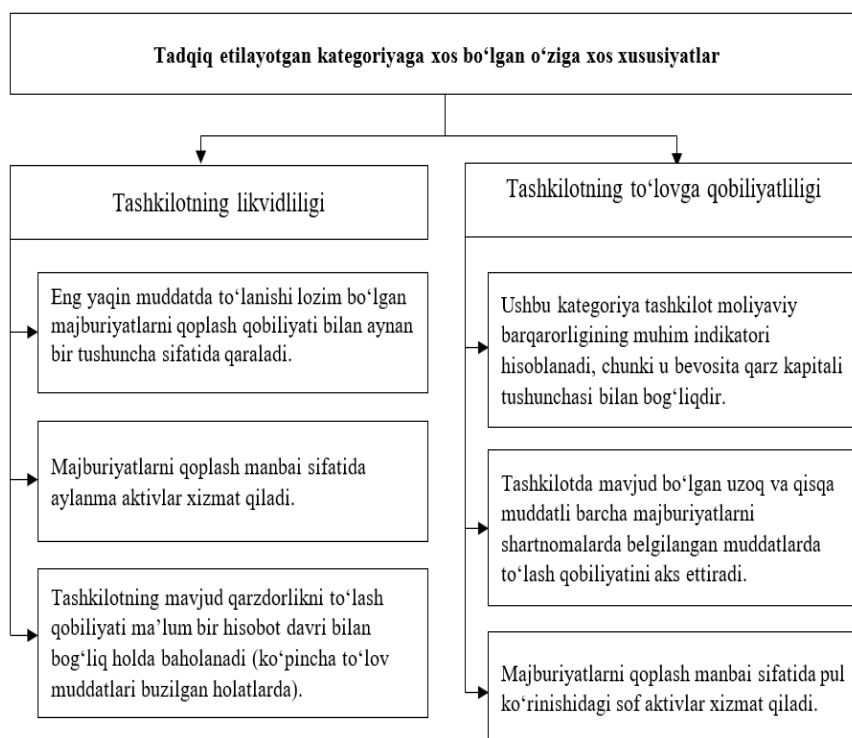 Tadqiq etilayotgan kategoriyaga xos bo‘lgan o‘ziga xos xususiyatlar
Tashkilotning likvidliligi
Eng yaqin muddatda to‘lanishi lozim bo‘lgan
majburiyatlarni qoplash qobiliyati bilan aynan
bir tushuncha sifatida qaraladi.
Majburiyatlarni qoplash manbai sifatida
aylanma aktivlar xizmat qiladi.
Tashkilotning mavjud qarzdorlikni to‘lash
qobiliyati ma’lum bir hisobot davri bilan
bog‘liq holda baholanadi (ko‘pincha to‘lov
muddatlari buzilgan holatlarda).
Tashkilotning to‘lovga qobiliyatliligi
Ushbu kategoriya tashkilot moliyaviy
barqarorligining muhim indikatori
hisoblanadi, chunki u bevosita qarz kapitali
tushunchasi bilan bog‘liqdir.
Tashkilotda mavjud bo‘lgan uzoq va qisqa
muddatli barcha majburiyatlarni
shartnomalarda belgilangan muddatlarda
to‘lash qobiliyatini aks ettiradi.
Majburiyatlarni qoplash manbai sifatida pul
ko‘rinishidagi sof aktivlar xizmat qiladi.